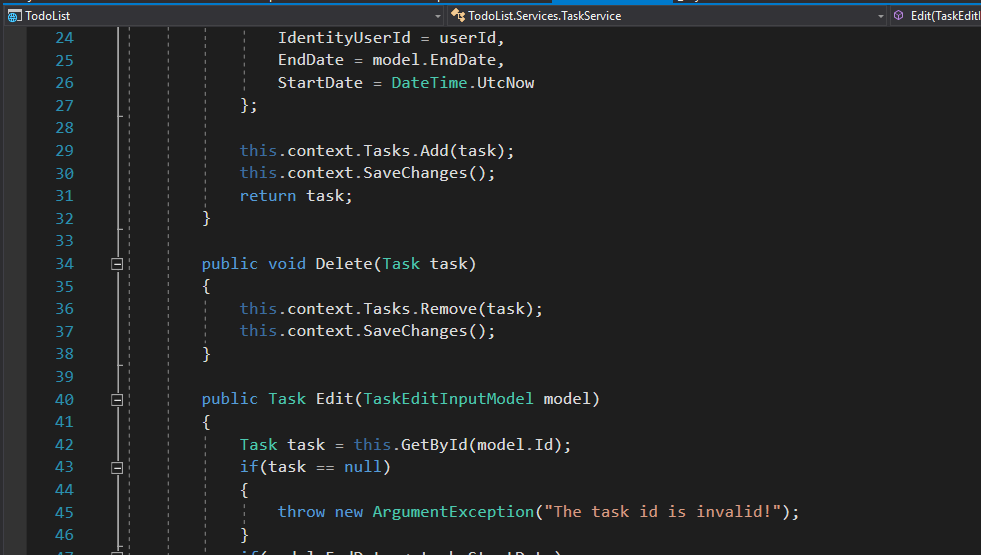 TodoList TodoList.Services.TaskService Edit(TaskEditI
24 IdentityUserId = userId,
25 EndDate = model.EndDate,
26 StartDate = DateTime.UtcNow
27 };
28
29 this.context.Tasks.Add(task);
30 this.context.SaveChanges();
31 return task;
32 }
33
34 public void Delete(Task task)
35 {
36 this.context.Tasks.Remove(task);
37 this.context.SaveChanges();
38 }
39
40 public Task Edit(TaskEditInputModel model)
41 {
42 Task task = this.GetById(model.Id);
43 if(task == null)
44 {
45 throw new ArgumentException("The task id is invalid!");
46 }